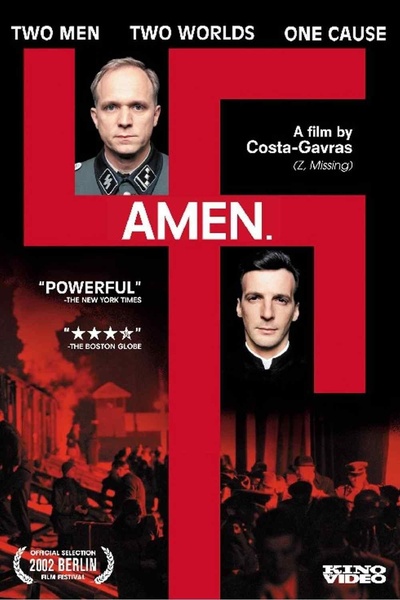 TWO MEN TWO WORLDS ONE CAUSE
A film by
Costa-Gavras
(Z, Missing)
AMEN.
"POWERFUL"
-THE NEW YORK TIMES
"★★★★"
-THE BOSTON GLOBE
OFFICIAL SELECTION
2002 BERLIN
FILM FESTIVAL
KINO
VIDEO